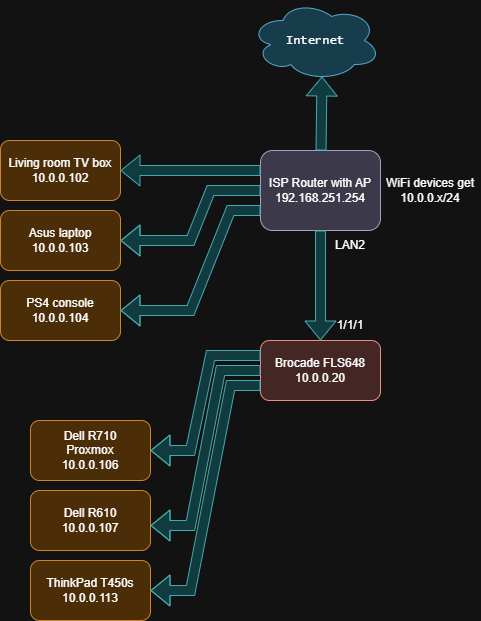 Internet
Living room TV box
10.0.0.102
ISP Router with AP
192.168.251.254
WiFi devices get
10.0.0.x/24
Asus laptop
10.0.0.103
LAN2
PS4 console
10.0.0.104
1/1/1
Brocade FLS648
10.0.0.20
Dell R710
Proxmox
10.0.0.106
Dell R610
10.0.0.107
ThinkPad T450s
10.0.0.113